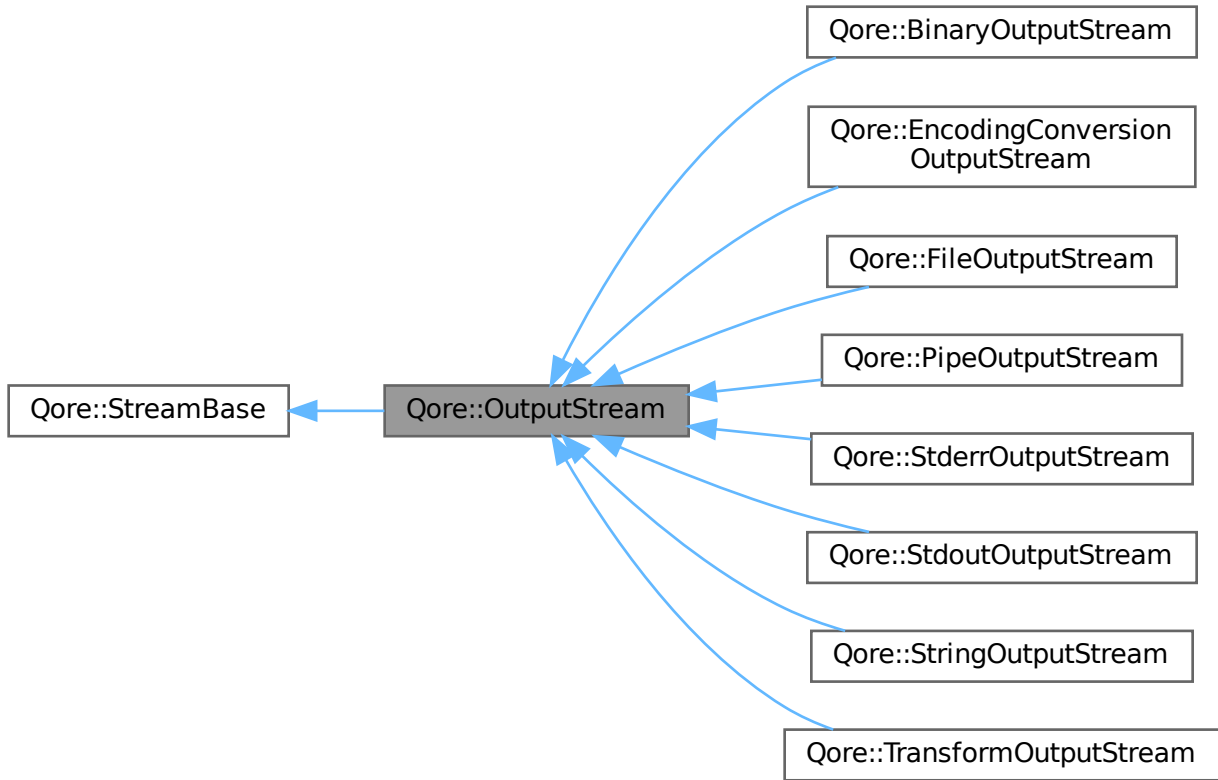 Qore::BinaryOutputStream
Qore::EncodingConversion
OutputStream
Qore::FileOutputStream
Qore::PipeOutputStream
Qore::StreamBase
Qore::OutputStream
Qore::StderrOutputStream
Qore::StdoutOutputStream
Qore::StringOutputStream
Qore::TransformOutputStream